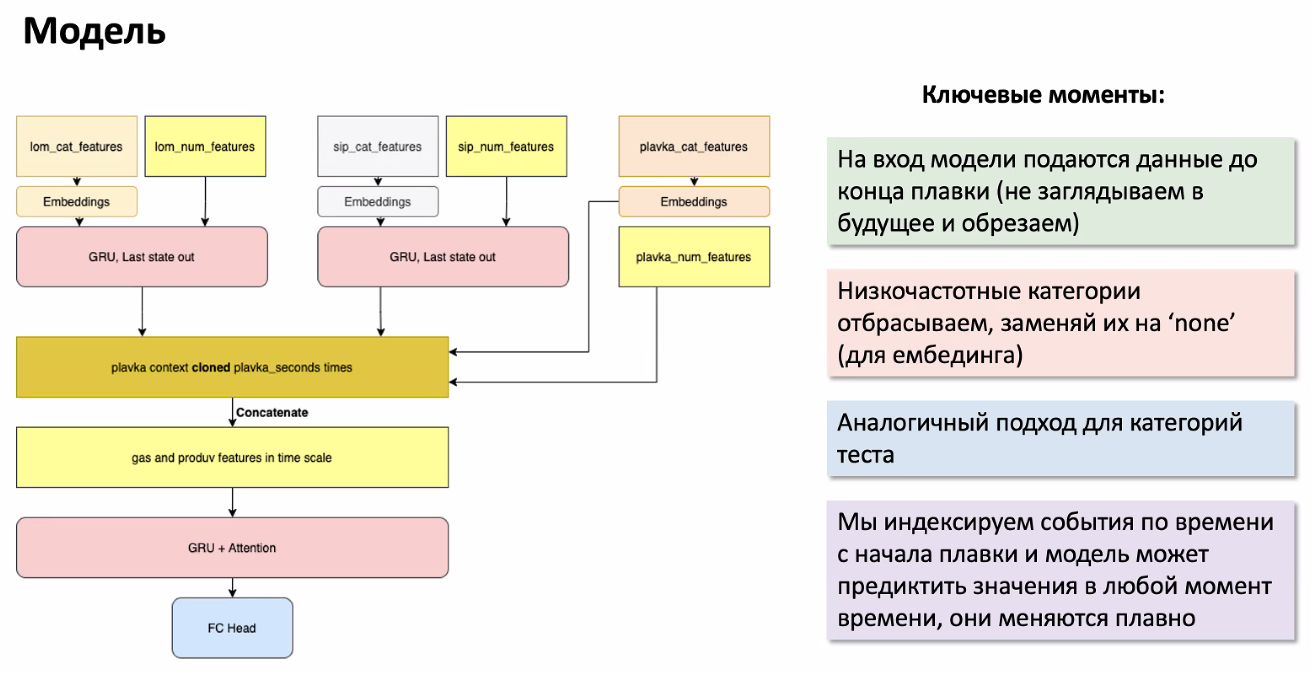 Модель
lom_cat_features
lom_num_features
sip_cat_features
sip_num_features
plavka_cat_features
Embeddings
Embeddings
Embeddings
GRU, Last state out
GRU, Last state out
plavka_num_features
plavka context cloned plavka_seconds times
Concatenate
gas and produv features in time scale
GRU + Attention
FC Head
Ключевые моменты:
На вход модели подаются данные до
конца плавки (не заглядываем в
будущее и обрезаем)
Низкочастотные категории
отбрасываем, заменяй их на ‘none’
(для ембединга)
Аналогичный подход для категорий
теста
Мы индексируем события по времени
с начала плавки и модель может
предиктить значения в любой момент
времени, они меняются плавно